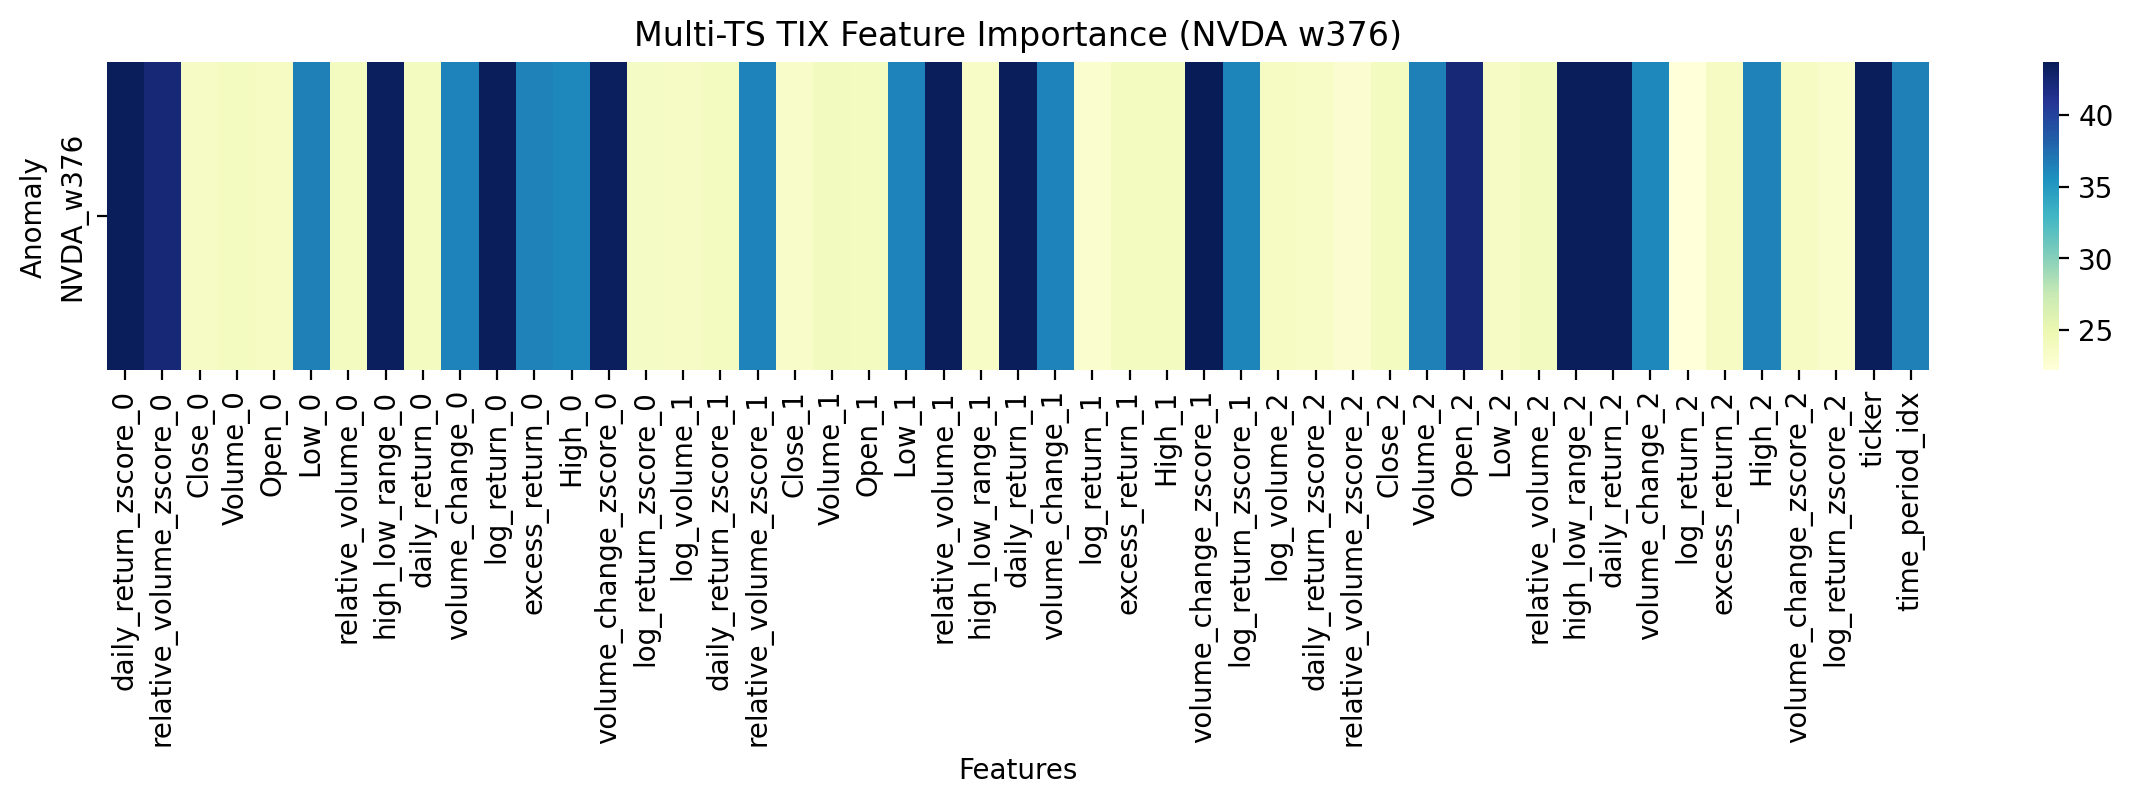 Multi-TS TIX Feature Importance (NVDA w376)
Anomaly
NVDA_w376
40
35
30
25
daily_return_zscore_0
relative_volume_zscore_0
Close_0
Volume_0
Open_0
Low_0
relative_volume_0
high_low_range_0
daily_return_0
volume_change_0
log_return_0
excess_return_0
High_0
volume_change_zscore_0
log_return_zscore_0
log_volume_1
daily_return_zscore_1
relative_volume_zscore_1
Close_1
Volume_1
Open_1
Low_1
relative_volume_1
high_low_range_1
daily_return_1
volume_change_1
log_return_1
excess_return_1
High_1
volume_change_zscore_1
log_return_zscore_1
log_volume_2
daily_return_zscore_2
relative_volume_zscore_2
Close_2
Volume_2
Open_2
Low_2
relative_volume_2
high_low_range_2
daily_return_2
volume_change_2
log_return_2
excess_return_2
High_2
volume_change_zscore_2
log_return_zscore_2
ticker
time_period_idx
Features